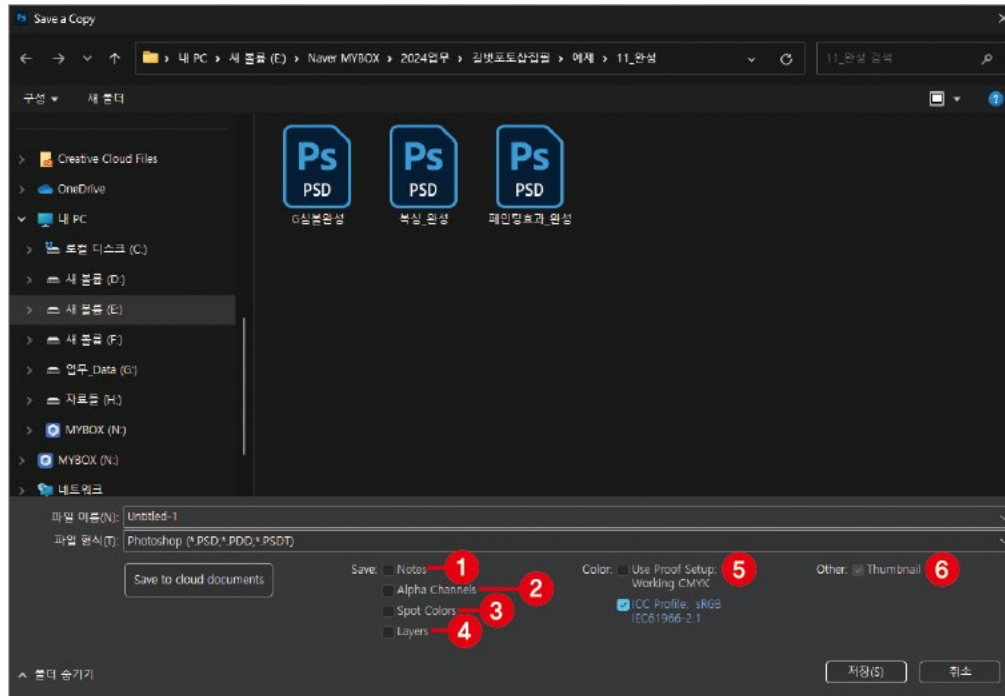 Ps Save a Copy
내 PC > 새 볼륨 (E:) > Naver MYBOX > 2024업무 > 길벗포토샵집필 > 예제 > 11_완성
11_완성 검색
구성 새 폴더
Creative Cloud Files
OneDrive
내 PC
로컬 디스크 (C:)
새 볼륨 (D:)
새 볼륨 (E:)
새 볼륨 (F:)
업무_Data (G:)
자료들 (H:)
MYBOX (N:)
MYBOX (N:)
네트워크
Ps PSD Ps PSD Ps PSD
G심볼완성 복싱_완성 페인팅효과_완성
파일 이름(N): Untitled-1
파일 형식(T): Photoshop (*.PSD;*.PDD;*.PSDT)
Save to cloud documents
Save: Notes 1
Alpha Channels 2
Spot Colors 3
Layers 4
Color: Use Proof Setup: 5
Working CMYK
ICC Profile: sRGB
IEC61966-2.1
Other: Thumbnail 6
폴더 숨기기
저장(S) 취소